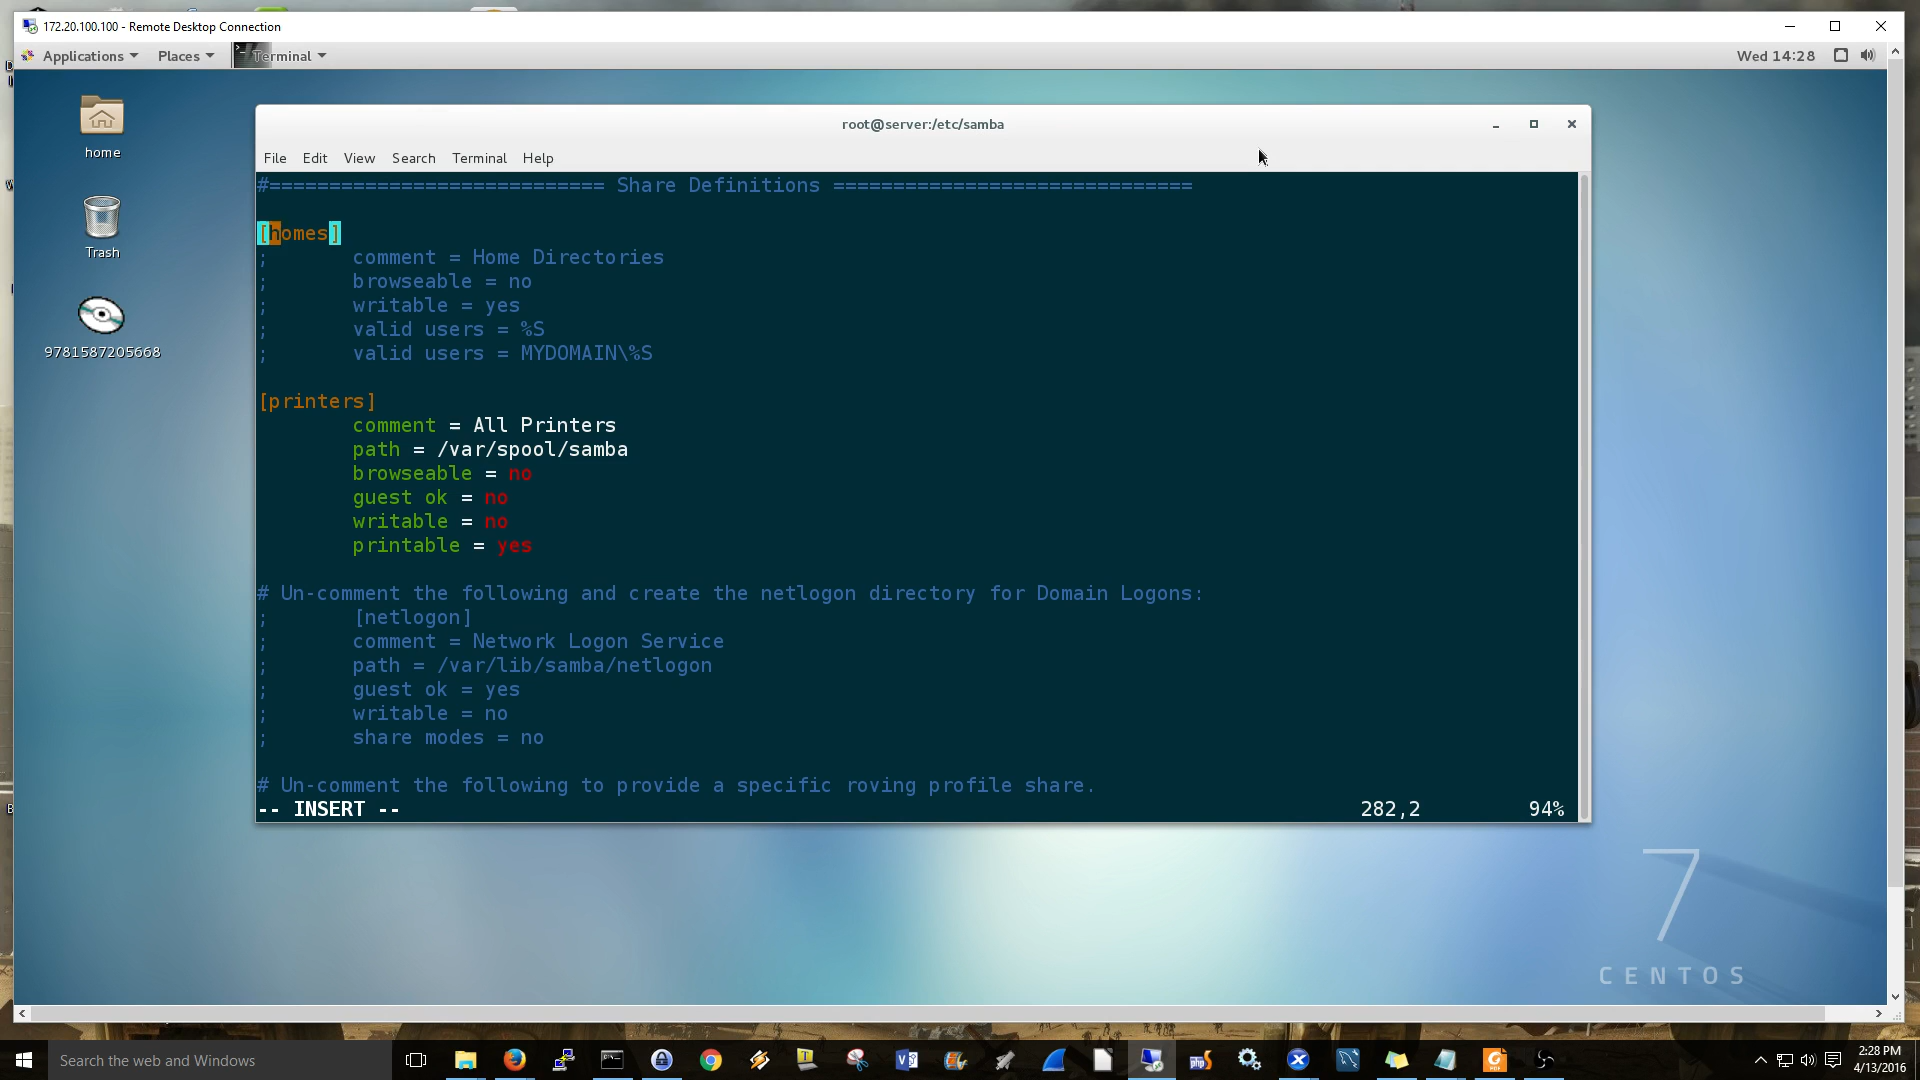 172.20.100.100 - Remote Desktop Connection
Applications Places Terminal Wed 14:28
home
Trash
9781587205668
root@server:/etc/samba
File Edit View Search Terminal Help
#============================ Share Definitions ==============================
[homes]
;       comment = Home Directories
;       browseable = no
;       writable = yes
;       valid users = %S
;       valid users = MYDOMAIN\%S
[printers]
        comment = All Printers
        path = /var/spool/samba
        browseable = no
        guest ok = no
        writable = no
        printable = yes
# Un-comment the following and create the netlogon directory for Domain Logons:
;       [netlogon]
;       comment = Network Logon Service
;       path = /var/lib/samba/netlogon
;       guest ok = yes
;       writable = no
;       share modes = no
# Un-comment the following to provide a specific roving profile share.
-- INSERT -- 282,2 94%
7
CENTOS
Search the web and Windows
2:28 PM
4/13/2016